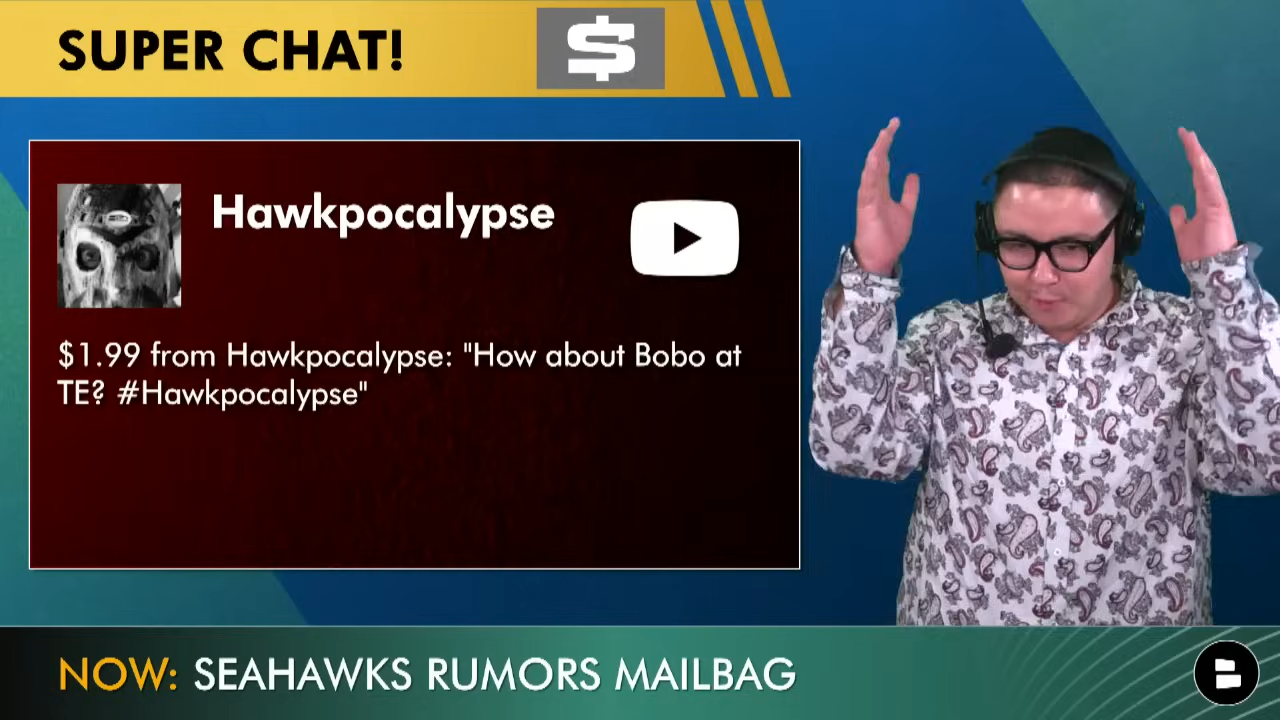 SUPER CHAT!
$
Hawkpocalypse
$1.99 from Hawkpocalypse: "How about Bobo at
TE? #Hawkpocalypse"
NOW: SEAHAWKS RUMORS MAILBAG